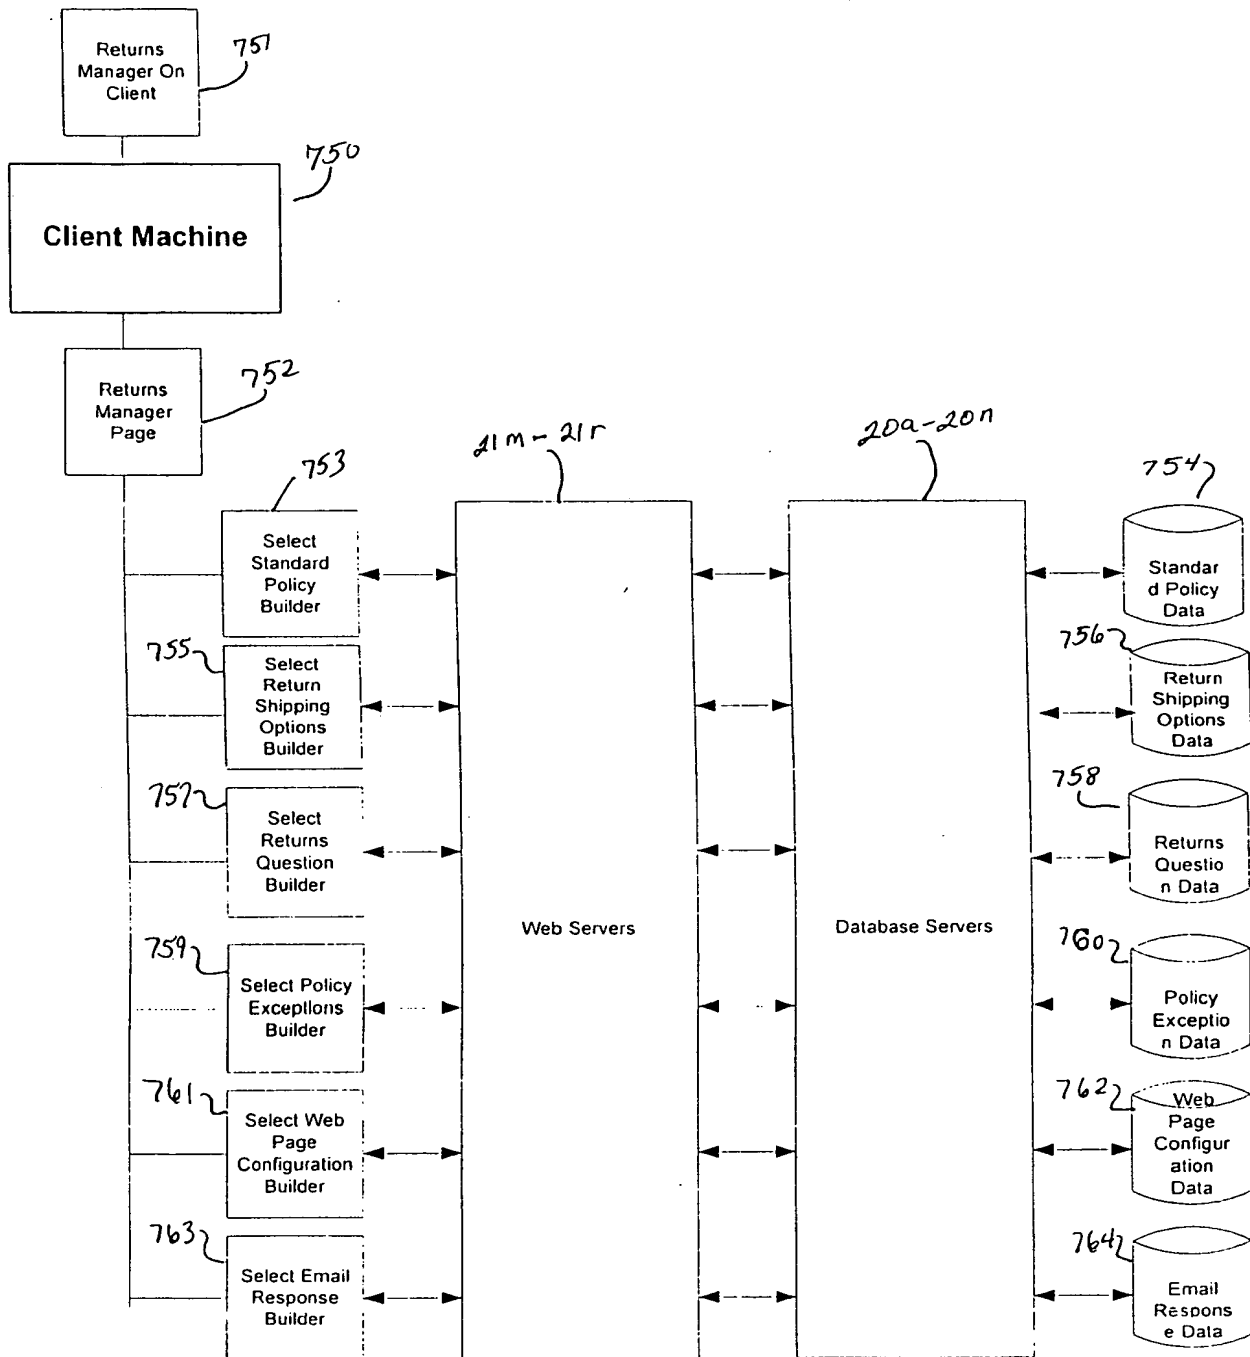 Returns
Manager On
Client
751
750
Client Machine
Returns
Manager
Page
752
753
21m-21r
20a-20n
754
Select
Standard
Policy
Builder
Standar
d Policy
Data
755
Select
Return
Shipping
Options
Builder
756
Return
Shipping
Options
Data
757
Select
Returns
Question
Builder
758
Returns
Questio
n Data
Web Servers
Database Servers
759
Select Policy
Exceptions
Builder
760
Policy
Exceptio
n Data
761
Select Web
Page
Configuration
Builder
762
Web
Page
Configur
ation
Data
763
Select Email
Response
Builder
764
Email
Respons
e Data